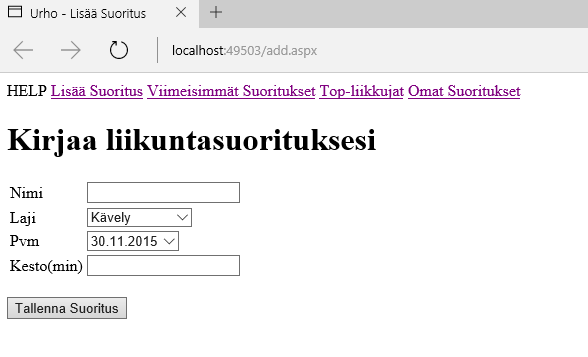 Urho - Lisää Suoritus
localhost:49503/add.aspx
HELP Lisää Suoritus Viimeisimmät Suoritukset Top-liikkujat Omat Suoritukset
Kirjaa liikuntasuorituksesi
Nimi
Laji Kävely
Pvm 30.11.2015
Kesto(min)
Tallenna Suoritus